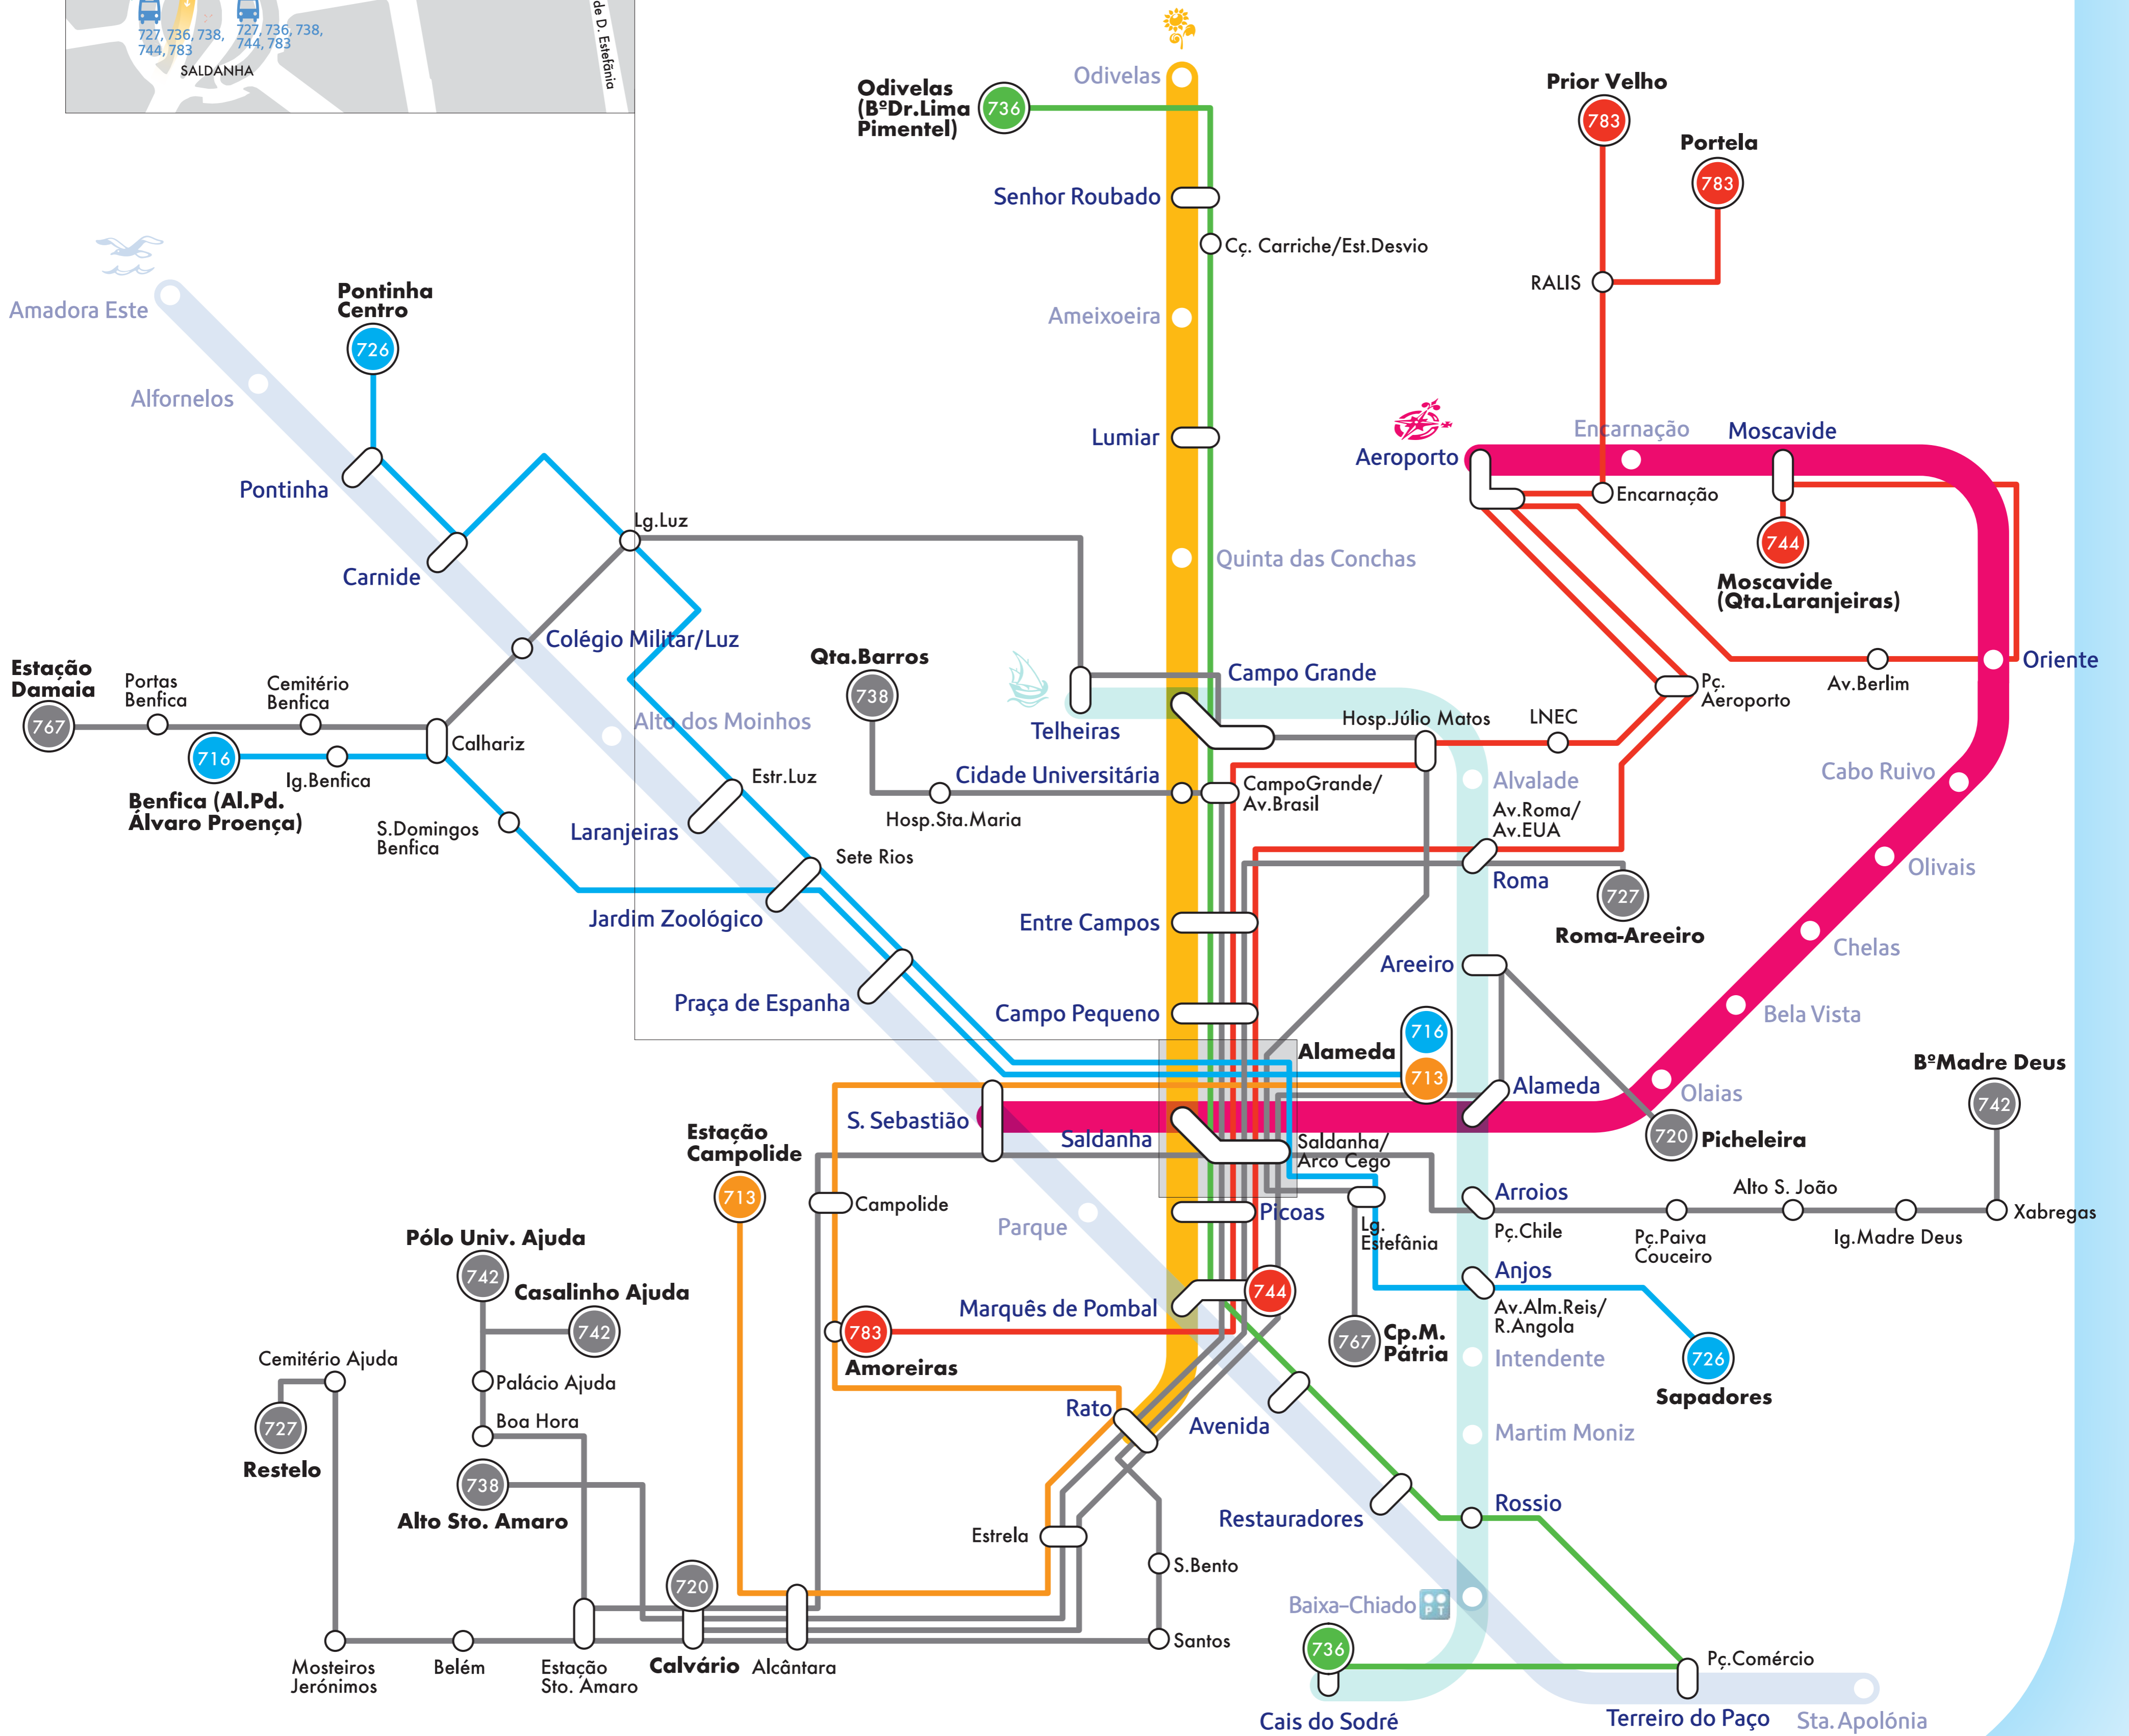 727, 736, 738,
744, 783
727, 736, 738,
744, 783
SALDANHA
de D. Estefânia
Odivelas
Odivelas
(BºDr.Lima
Pimentel)
736
Prior Velho
783
Portela
783
Senhor Roubado
Cç. Carriche/Est.Desvio
RALIS
Amadora Este
Pontinha
Centro
726
Ameixoeira
Alfornelos
Lumiar
Aeroporto
Encarnação
Moscavide
Pontinha
Encarnação
Lg.Luz
744
Carnide
Quinta das Conchas
Moscavide
(Qta.Laranjeiras)
Colégio Militar/Luz
Qta.Barros
738
Campo Grande
Oriente
Av.Berlim
Estação
Damaia
767
Portas
Benfica
Cemitério
Benfica
Pç.
Aeroporto
Alto dos Moinhos
Telheiras
Hosp.Júlio Matos
LNEC
Calhariz
716
Ig.Benfica
Benfica (Al.Pd.
Álvaro Proença)
Estr.Luz
Cidade Universitária
CampoGrande/
Av.Brasil
Alvalade
Cabo Ruivo
Hosp.Sta.Maria
Av.Roma/
Av.EUA
S.Domingos
Benfica
Laranjeiras
Sete Rios
Roma
727
Roma-Areeiro
Olivais
Jardim Zoológico
Entre Campos
Chelas
Areeiro
Praça de Espanha
Campo Pequeno
Bela Vista
716
Alameda
713
BºMadre Deus
742
Alameda
Olaias
S. Sebastião
Estação
Campolide
713
Saldanha
Saldanha/
Arco Cego
720
Picheleira
Campolide
Arroios
Pç.Chile
Alto S. João
Pç.Paiva
Couceiro
Ig.Madre Deus
Xabregas
Parque
Picoas
Lg.
Estefânia
Pólo Univ. Ajuda
742
Casalinho Ajuda
742
Anjos
Av.Alm.Reis/
R.Angola
Marquês de Pombal
744
783
Amoreiras
767
Cp.M.
Pátria
Intendente
726
Sapadores
Cemitério Ajuda
Palácio Ajuda
727
Restelo
Boa Hora
Rato
Avenida
Martim Moniz
738
Alto Sto. Amaro
Restauradores
Rossio
Estrela
S.Bento
720
Baixa-Chiado
P T
736
Santos
Mosteiros
Jerónimos
Belém
Estação
Sto. Amaro
Calvário
Alcântara
Pç.Comércio
Cais do Sodré
Terreiro do Paço
Sta. Apolónia